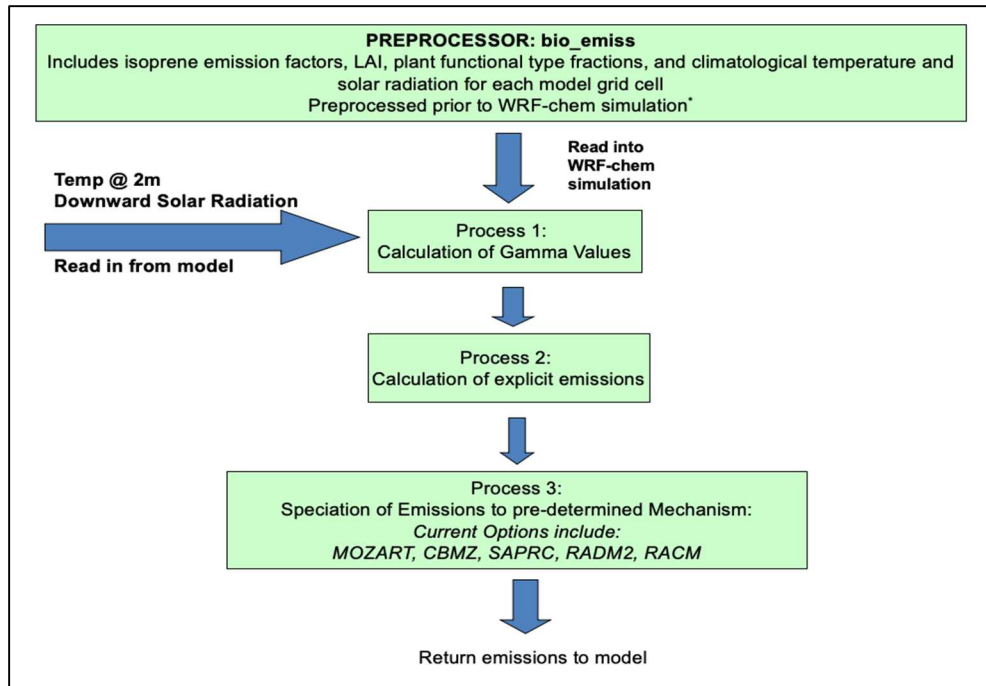 PREPROCESSOR: bio_emiss
Includes isoprene emission factors, LAI, plant functional type fractions, and climatological temperature and
solar radiation for each model grid cell
Preprocessed prior to WRF-chem simulation*
Read into
WRF-chem
simulation
Temp @ 2m
Downward Solar Radiation
Read in from model
Process 1:
Calculation of Gamma Values
Process 2:
Calculation of explicit emissions
Process 3:
Speciation of Emissions to pre-determined Mechanism:
Current Options include:
MOZART, CBMZ, SAPRC, RADM2, RACM
Return emissions to model